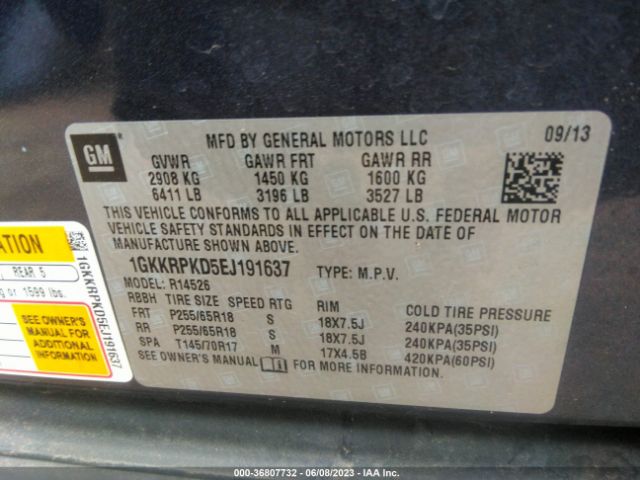 GM
MFD BY GENERAL MOTORS LLC
09/13
GVWR GAWR FRT GAWR RR
2908 KG 1450 KG 1600 KG
6411 LB 3196 LB 3527 LB
THIS VEHICLE CONFORMS TO ALL APPLICABLE U.S. FEDERAL MOTOR
VEHICLE SAFETY STANDARDS IN EFFECT ON THE DATE OF
MANUFACTURE SHOWN ABOVE.
1GKKRPKD5EJ191637 TYPE: M.P.V.
MODEL: R14526
RBBH TIRE SIZE SPEED RTG RIM COLD TIRE PRESSURE
FRT P255/65R18 S 18X7.5J 240KPA(35PSI)
RR P255/65R18 S 18X7.5J 240KPA(35PSI)
SPA T145/70R17 M 17X4.5B 420KPA(60PSI)
SEE OWNER'S MANUAL FOR MORE INFORMATION.
REAR 5
or 1599 lbs.
SEE OWNER'S
MANUAL FOR
ADDITIONAL
INFORMATION
1GKKRPKD5EJ191637
000-36807732 - 06/08/2023 - IAA Inc.